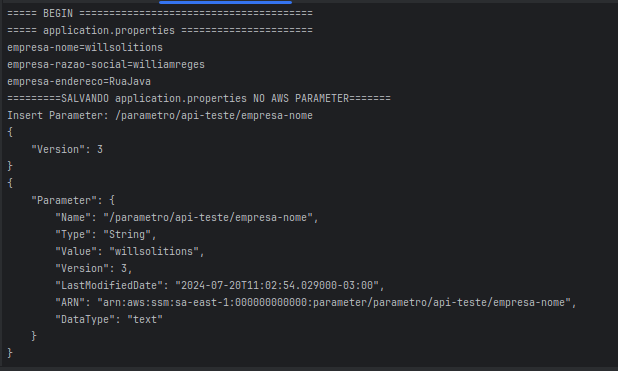 ===== BEGIN =====================================
===== application.properties =====================
empresa-nome=willsolitions
empresa-razao-social=williamreges
empresa-endereco=RuaJava
=========SALVANDO application.properties NO AWS PARAMETER=======
Insert Parameter: /parametro/api-teste/empresa-nome
{
    "Version": 3
}
{
    "Parameter": {
        "Name": "/parametro/api-teste/empresa-nome",
        "Type": "String",
        "Value": "willsolitions",
        "Version": 3,
        "LastModifiedDate": "2024-07-20T11:02:54.029000-03:00",
        "ARN": "arn:aws:ssm:sa-east-1:000000000000:parameter/parametro/api-teste/empresa-nome",
        "DataType": "text"
    }
}